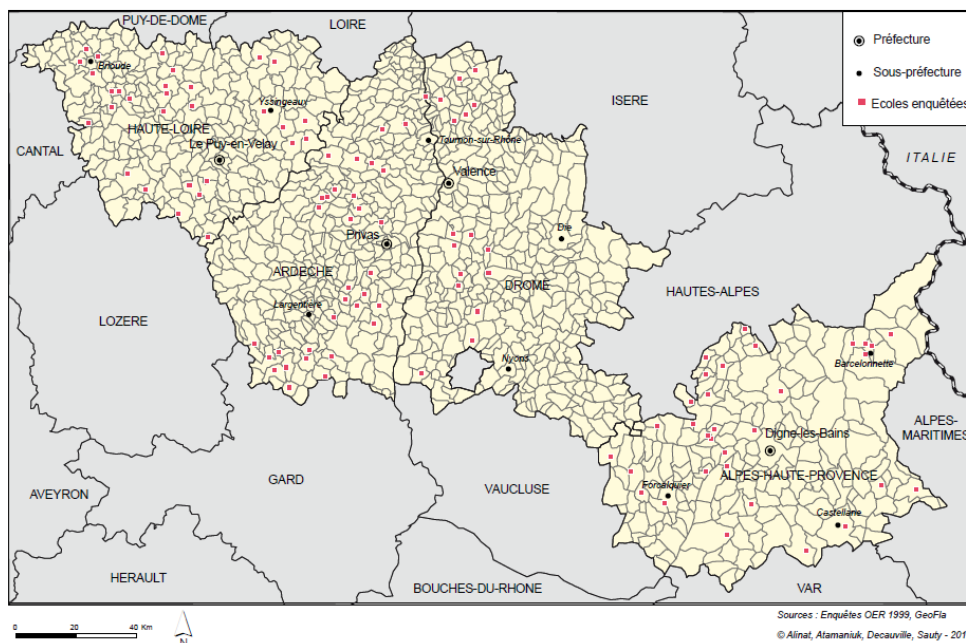 PUY-DE-DOME
LOIRE
Préfecture
Sous-préfecture
Ecoles enquêtées
Brioude
Yssingeaux
ISERE
HAUTE-LOIRE
Tournon-sur-Rhône
CANTAL
Le Puy-en-Velay
ITALIE
Valence
Die
Privas
ARDECHE
DROME
HAUTES-ALPES
Largentière
LOZERE
Nyons
Barcelonnette
ALPES-
MARITIMES
Digne-les-Bains
GARD
ALPES-HAUTE-PROVENCE
VAUCLUSE
AVEYRON
Forcalquier
Castellane
HERAULT
BOUCHES-DU-RHONE
VAR
0 20 40 Km
N
Sources : Enquêtes OER 1999, GeoFla
© Alinat, Atamaniuk, Decauville, Sauty - 201